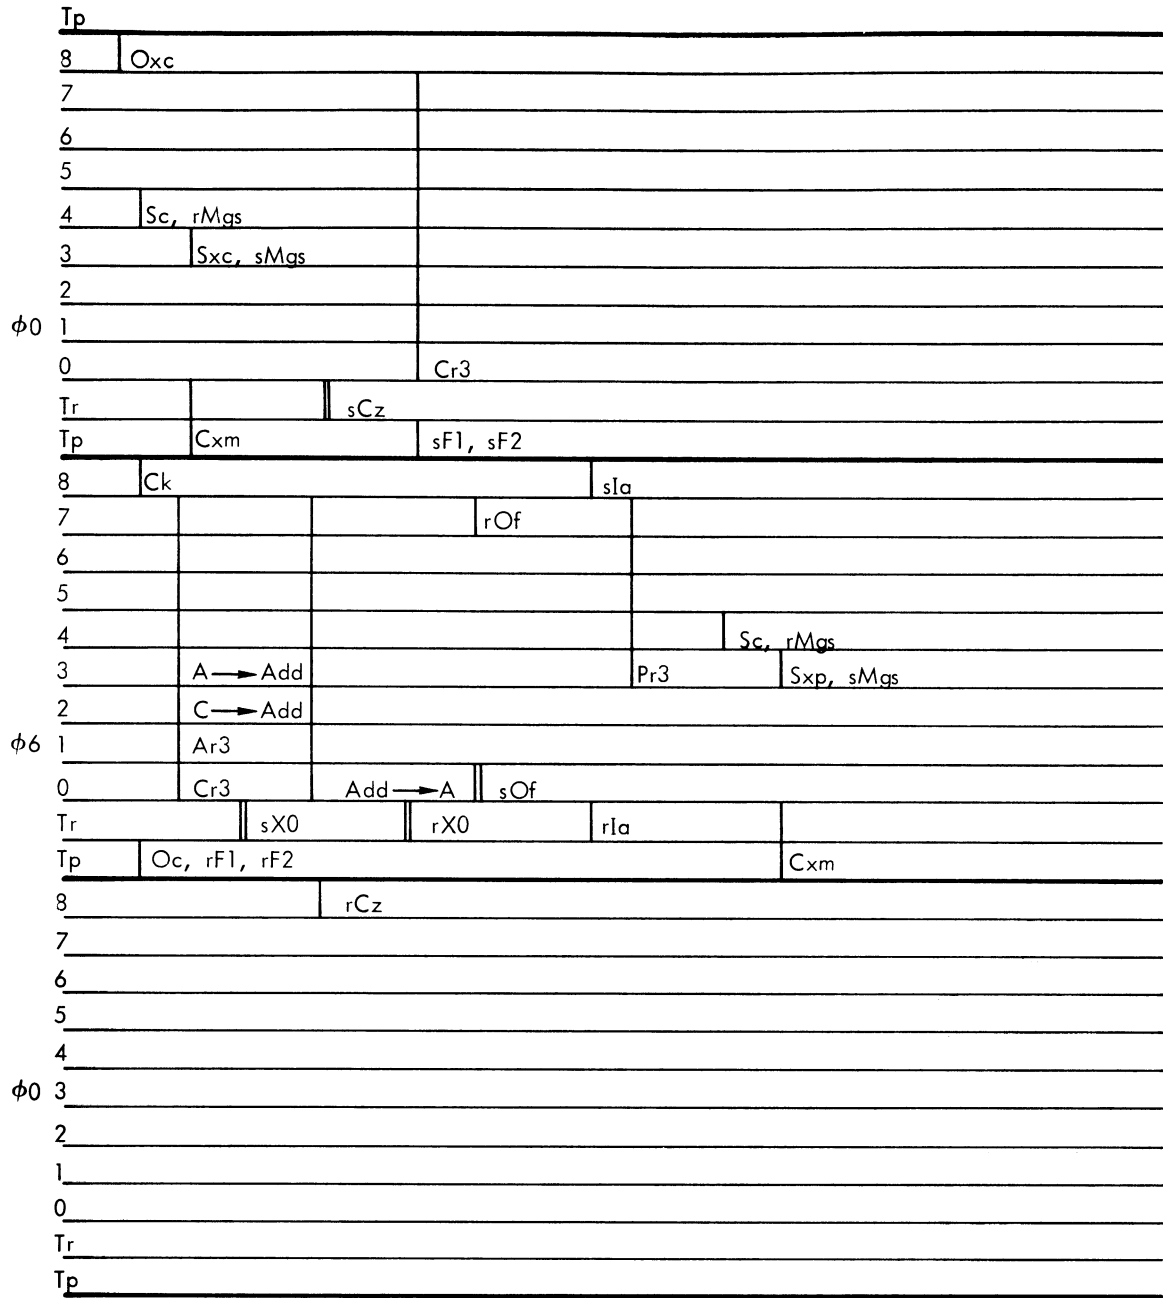 Tp
8 Oxc
7
6
5
4 Sc, rMgs
3 Sxc, sMgs
2
ϕ0 1
0 Cr3
Tr sCz
Tp Cxm sF1, sF2
8 Ck sIa
7 rOf
6
5
4 Sc, rMgs
3 A → Add Pr3 Sxp, sMgs
2 C → Add
ϕ6 1 Ar3
0 Cr3 Add → A sOf
Tr sX0 rX0 rIa
Tp Oc, rF1, rF2 Cxm
8 rCz
7
6
5
4
ϕ0 3
2
1
0
Tr
Tp